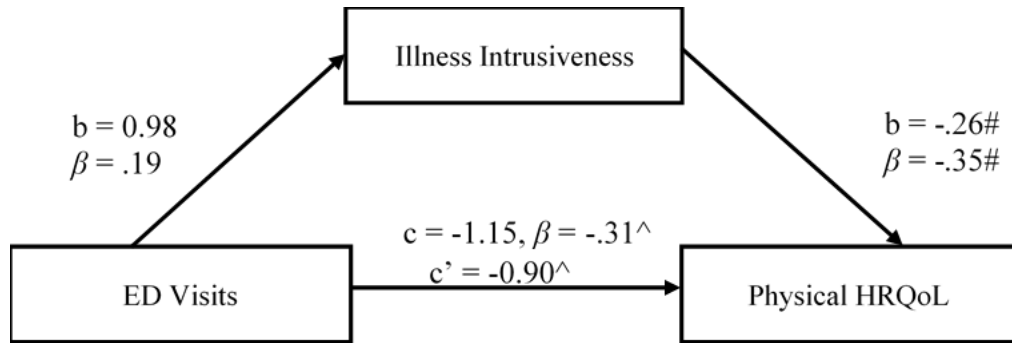 Illness Intrusiveness
b = 0.98
β = .19
b = -.26#
β = -.35#
c = -1.15, β = -.31^
c’ = -0.90^
ED Visits
Physical HRQoL